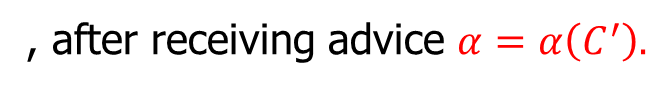 , after receiving advice α = α(C′).